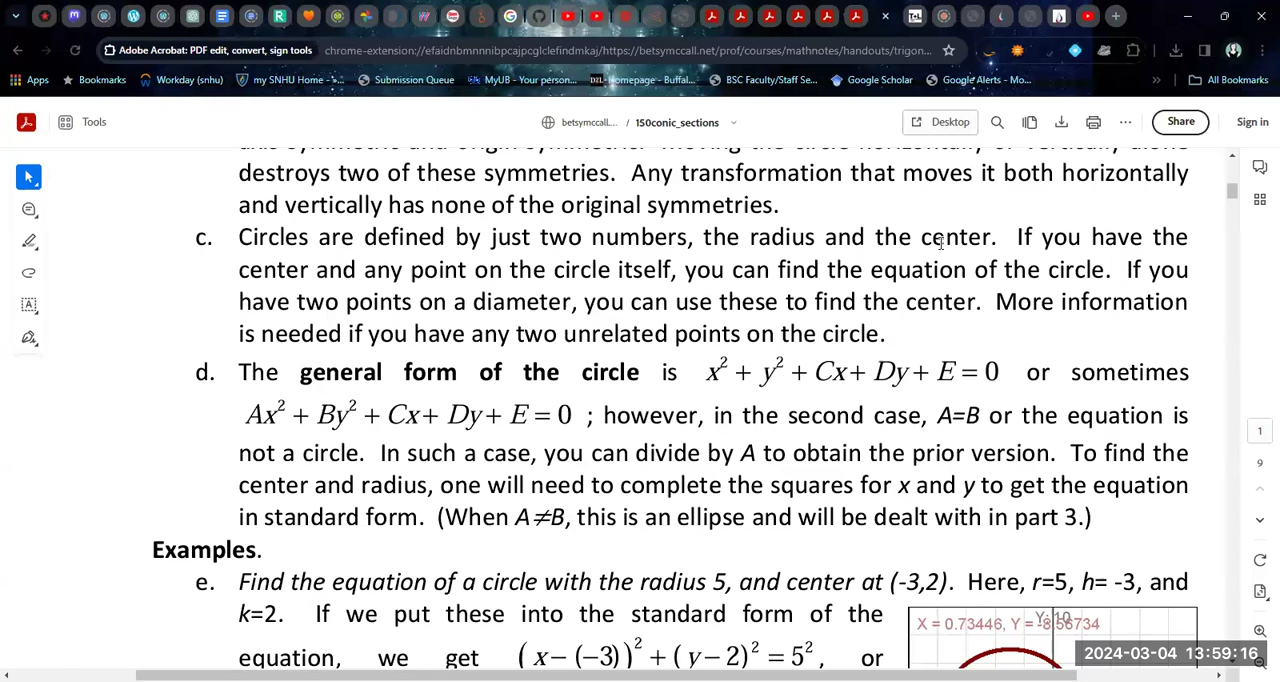 Apps
Bookmarks
Workday (snhu)
my SNHU Home - ...
Submission Queue
MyUB - Your person...
D2L Homepage - Buffal...
BSC Faculty/Staff Se...
Google Scholar
Google Alerts - Mo...
All Bookmarks
Adobe Acrobat: PDF edit, convert, sign tools
chrome-extension://efaidnbmnnnibpcajpcglclefindmkaj/https://betsymccall.net/prof/courses/mathnotes/handouts/trigon...
Tools
betsymccall... / 150conic_sections
Desktop
Share
Sign in
destroys two of these symmetries. Any transformation that moves it both horizontally
and vertically has none of the original symmetries.
c. Circles are defined by just two numbers, the radius and the center. If you have the
center and any point on the circle itself, you can find the equation of the circle. If you
have two points on a diameter, you can use these to find the center. More information
is needed if you have any two unrelated points on the circle.
d. The general form of the circle is x² + y² + Cx + Dy + E = 0 or sometimes
Ax² + By² + Cx + Dy + E = 0 ; however, in the second case, A=B or the equation is
not a circle. In such a case, you can divide by A to obtain the prior version. To find the
center and radius, one will need to complete the squares for x and y to get the equation
in standard form. (When A≠B, this is an ellipse and will be dealt with in part 3.)
Examples.
e. Find the equation of a circle with the radius 5, and center at (-3,2). Here, r=5, h= -3, and
k=2. If we put these into the standard form of the
equation, we get (x−(−3))² + (y−2)² = 5², or
X = 0.73446, Y = -8.56734
Y: 10
1
9
2024-03-04 13:59:16